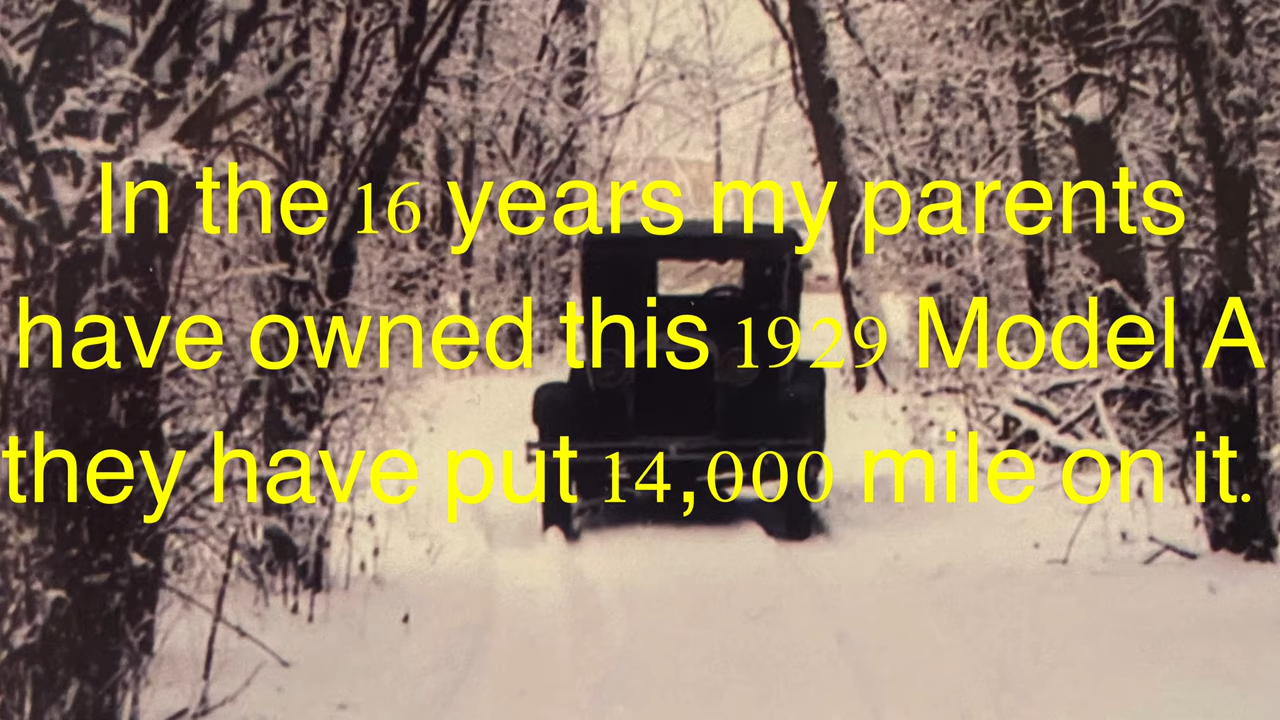 In the 16 years my parents
have owned this 1929 Model A
they have put 14,000 mile on it.